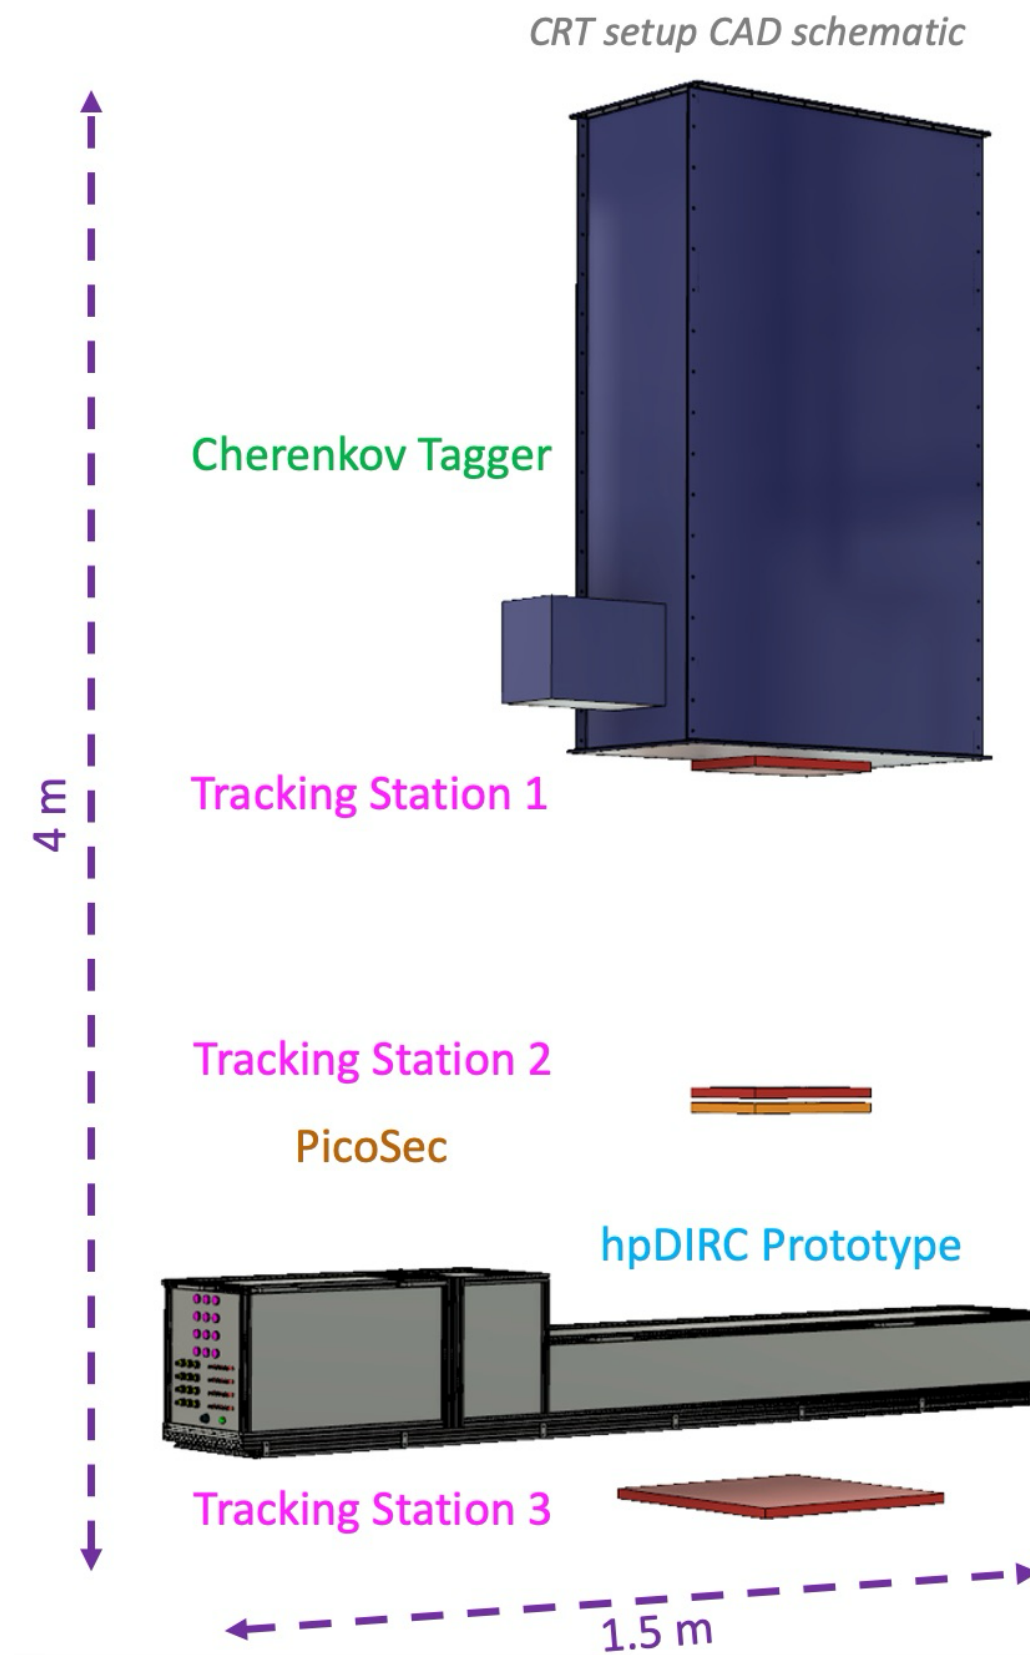 CRT setup CAD schematic
Cherenkov Tagger
Tracking Station 1
4 m
Tracking Station 2
PicoSec
hpDIRC Prototype
Tracking Station 3
1.5 m